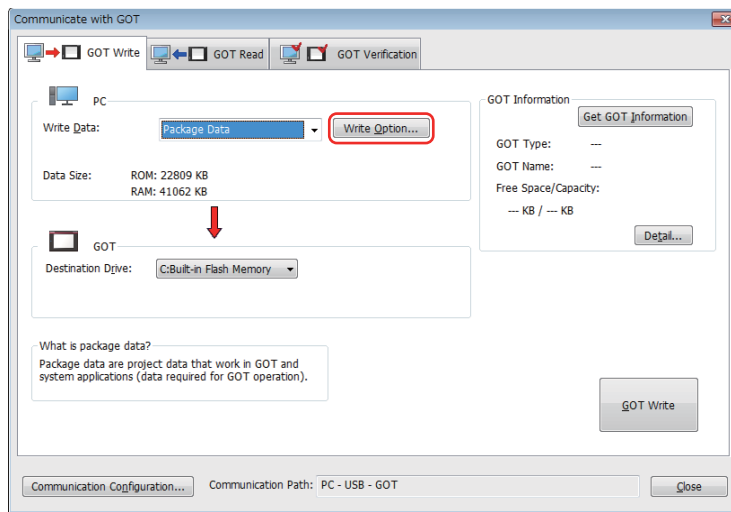 Communicate with GOT
GOT Write
GOT Read
GOT Verification
PC
Write Data:
Package Data
Write Option...
Data Size:
ROM: 22809 KB
RAM: 41062 KB
GOT
Destination Drive:
C:Built-in Flash Memory
What is package data?
Package data are project data that work in GOT and
system applications (data required for GOT operation).
GOT Information
Get GOT Information
GOT Type: ---
GOT Name: ---
Free Space/Capacity:
--- KB / --- KB
Detail...
GOT Write
Communication Configuration...
Communication Path: PC - USB - GOT
Close